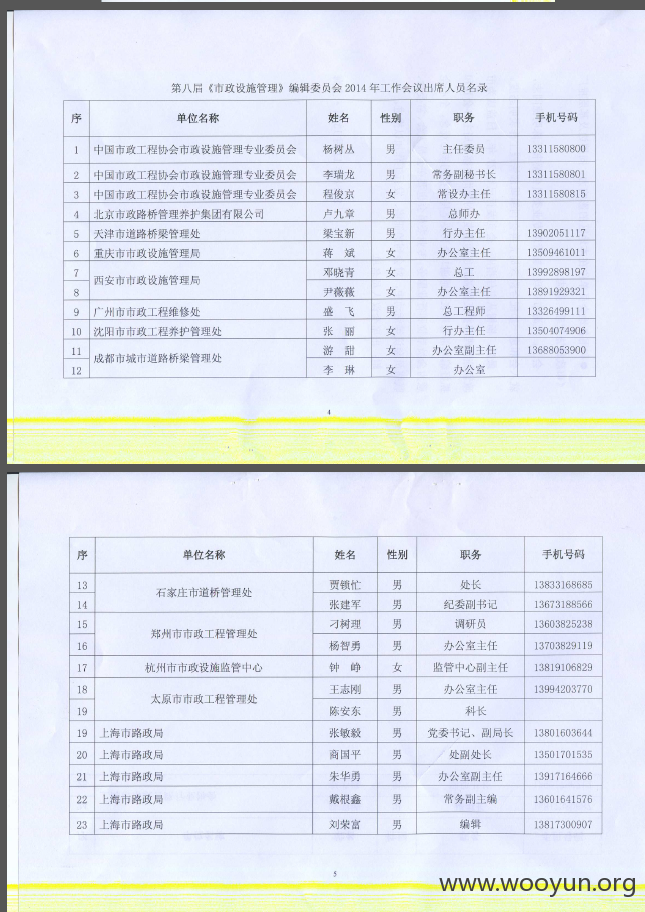 第八届《市政设施管理》编辑委员会2014年工作会议出席人员名录
序 单位名称 姓名 性别 职务 手机号码
1 中国市政工程协会市政设施管理专业委员会 杨树丛 男 主任委员 13311580800
2 中国市政工程协会市政设施管理专业委员会 李瑞龙 男 常务副秘书长 13311580801
3 中国市政工程协会市政设施管理专业委员会 程俊京 女 常设办主任 13311580815
4 北京市政路桥管理养护集团有限公司 卢九章 男 总师办
5 天津市道路桥梁管理处 梁宝新 男 行办主任 13902051117
6 重庆市市政设施管理局 蒋 斌 女 办公室主任 13509461011
7 西安市市政设施管理局 邓晓青 女 总工 13992898197
8 尹薇薇 女 办公室主任 13891929321
9 广州市市政工程维修处 盛 飞 男 总工程师 13326499111
10 沈阳市市政工程养护管理处 张 丽 女 行办主任 13504074906
11 成都市城市道路桥梁管理处 游 甜 女 办公室副主任 13688053900
12 李 琳 女 办公室
4
序 单位名称 姓名 性别 职务 手机号码
13 石家庄市道桥管理处 贾锁忙 男 处长 13833168685
14 张建军 男 纪委副书记 13673188566
15 郑州市市政工程管理处 刁树理 男 调研员 13603825238
16 杨智勇 男 办公室主任 13703829119
17 杭州市市政设施监管中心 钟 峥 女 监管中心副主任 13819106829
18 太原市市政工程管理处 王志刚 男 办公室主任 13994203770
19 陈安东 男 科长
19 上海市路政局 张敏毅 男 党委书记、副局长 13801603644
20 上海市路政局 商国平 男 处副处长 13501701535
21 上海市路政局 朱华勇 男 办公室副主任 13917164666
22 上海市路政局 戴根鑫 男 常务副主编 13601641576
23 上海市路政局 刘荣富 男 编辑 13817300907
5
www.wooyun.org